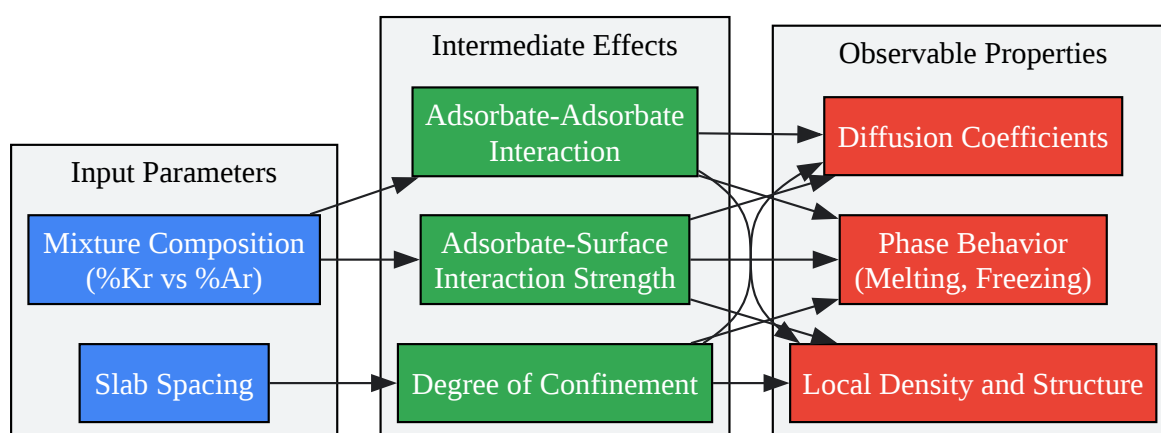 Input Parameters
Mixture Composition
(%Kr vs %Ar)
Slab Spacing
Intermediate Effects
Adsorbate-Adsorbate
Interaction
Adsorbate-Surface
Interaction Strength
Degree of Confinement
Observable Properties
Diffusion Coefficients
Phase Behavior
(Melting, Freezing)
Local Density and Structure